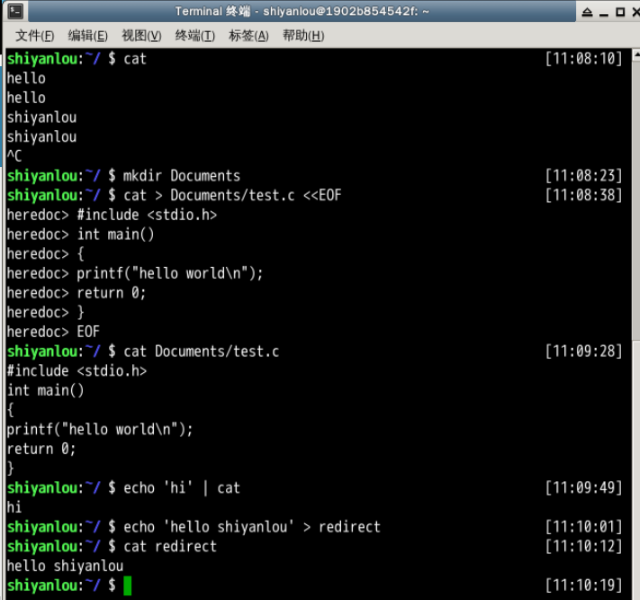 Terminal 终端 - shiyanlou@1902b854542f: ~
文件(F) 编辑(E) 视图(V) 终端(T) 标签(A) 帮助(H)
shiyanlou:~/ $ cat [11:08:10]
hello
hello
shiyanlou
shiyanlou
^C
shiyanlou:~/ $ mkdir Documents [11:08:23]
shiyanlou:~/ $ cat > Documents/test.c <<EOF [11:08:38]
heredoc> #include <stdio.h>
heredoc> int main()
heredoc> {
heredoc> printf("hello world\n");
heredoc> return 0;
heredoc> }
heredoc> EOF
shiyanlou:~/ $ cat Documents/test.c [11:09:28]
#include <stdio.h>
int main()
{
printf("hello world\n");
return 0;
}
shiyanlou:~/ $ echo 'hi' | cat [11:09:49]
hi
shiyanlou:~/ $ echo 'hello shiyanlou' > redirect [11:10:01]
shiyanlou:~/ $ cat redirect [11:10:12]
hello shiyanlou
shiyanlou:~/ $ [11:10:19]